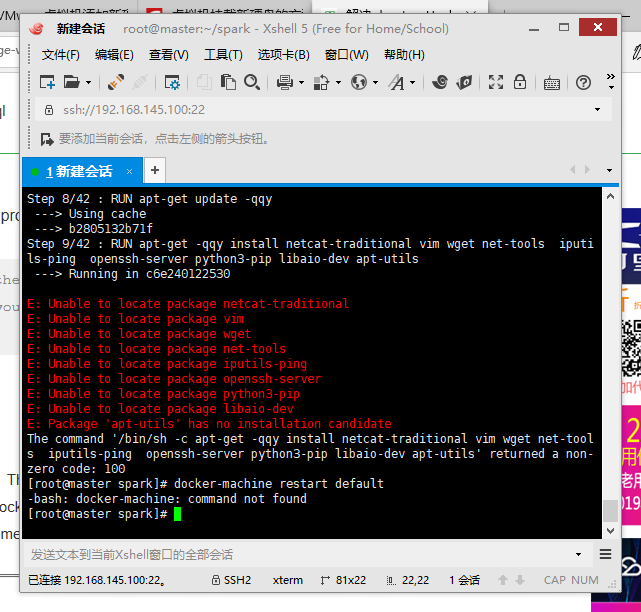 新建会话 root@master:~/spark - Xshell 5 (Free for Home/School)
文件(F) 编辑(E) 查看(V) 工具(T) 选项卡(B) 窗口(W) 帮助(H)
ssh://192.168.145.100:22
要添加当前会话，点击左侧的箭头按钮。
1 新建会话 × +
Step 8/42 : RUN apt-get update -qqy
---> Using cache
---> b2805132b71f
Step 9/42 : RUN apt-get -qqy install netcat-traditional vim wget net-tools iputi
ls-ping openssh-server python3-pip libaio-dev apt-utils
---> Running in c6e240122530
E: Unable to locate package netcat-traditional
E: Unable to locate package vim
E: Unable to locate package wget
E: Unable to locate package net-tools
E: Unable to locate package iputils-ping
E: Unable to locate package openssh-server
E: Unable to locate package python3-pip
E: Unable to locate package libaio-dev
E: Package 'apt-utils' has no installation candidate
The command '/bin/sh -c apt-get -qqy install netcat-traditional vim wget net-tool
s iputils-ping openssh-server python3-pip libaio-dev apt-utils' returned a non-
zero code: 100
[root@master spark]# docker-machine restart default
-bash: docker-machine: command not found
[root@master spark]#
发送文本到当前Xshell窗口的全部会话
已连接 192.168.145.100:22。 SSH2 xterm 81x22 22,22 1 会话 CAP NUM